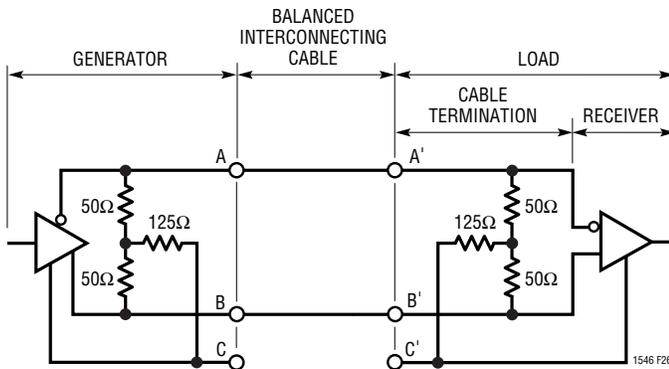 BALANCED
INTERCONNECTING
CABLE
GENERATOR
LOAD
CABLE
TERMINATION
RECEIVER
A
A'
50Ω
125Ω
50Ω
125Ω
50Ω
50Ω
B
B'
C
C'
1546 F26